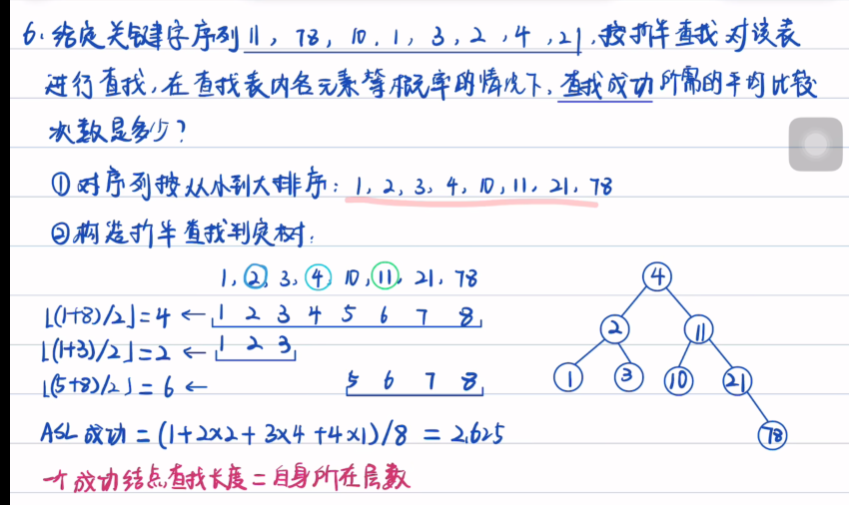 6. 给定关键字序列11，78，10，1，3，2，4，21，按折半查找对该表
进行查找，在查找表内各元素等概率的情况下，查找成功所需的平均比较
次数是多少？
①对序列按从小到大排序：1，2，3，4，10，11，21，78
②构造折半查找判定树：
1，2，3，4，10，11，21，78
⌊(1+8)/2⌋=4 ← 1 2 3 4 5 6 7 8
⌊(1+3)/2⌋=2 ← 1 2 3
⌊(5+8)/2⌋=6 ← 5 6 7 8
4
2 11
1 3 10 21
78
ASL成功=(1+2×2+3×4+4×1)/8=2.625
一个成功结点查找长度=自身所在层数